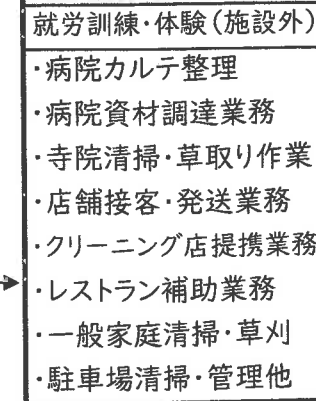 就労訓練・体験（施設外）
・病院カルテ整理
・病院資材調達業務
・寺院清掃・草取り作業
・店舗接客・発送業務
・クリーニング店提携業務
・レストラン補助業務
・一般家庭清掃・草刈
・駐車場清掃・管理他